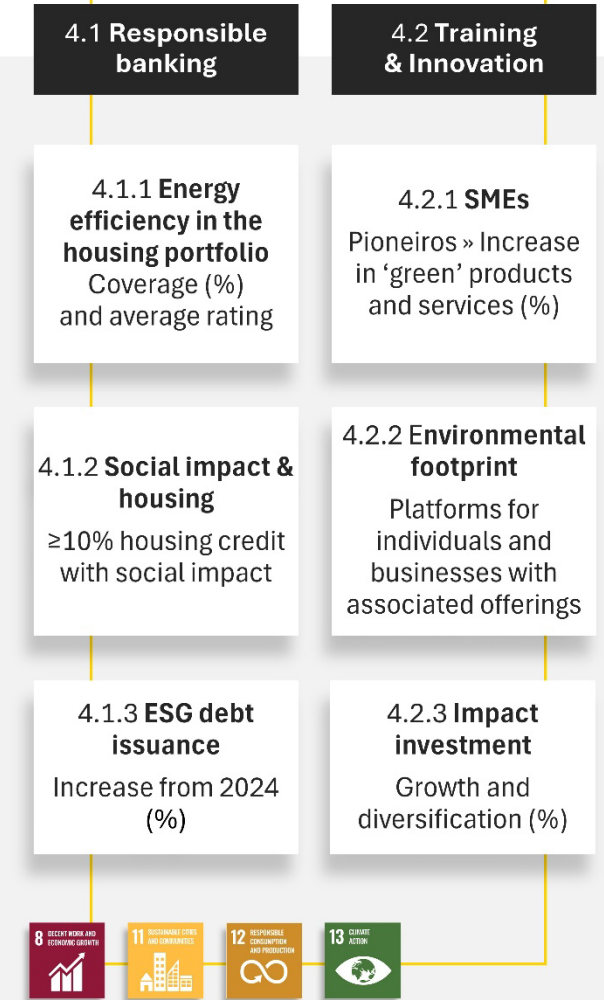 4.1 Responsible
banking
4.1.1 Energy
efficiency in the
housing portfolio
Coverage (%)
and average rating
4.1.2 Social impact &
housing
≥10% housing credit
with social impact
4.1.3 ESG debt
issuance
Increase from 2024
(%)
4.2 Training
& Innovation
4.2.1 SMEs
Pioneiros » Increase
in ‘green’ products
and services (%)
4.2.2 Environmental
footprint
Platforms for
individuals and
businesses with
associated offerings
4.2.3 Impact
investment
Growth and
diversification (%)
8 DECENT WORK AND
ECONOMIC GROWTH
11 SUSTAINABLE CITIES
AND COMMUNITIES
12 RESPONSIBLE
CONSUMPTION
AND PRODUCTION
13 CLIMATE
ACTION